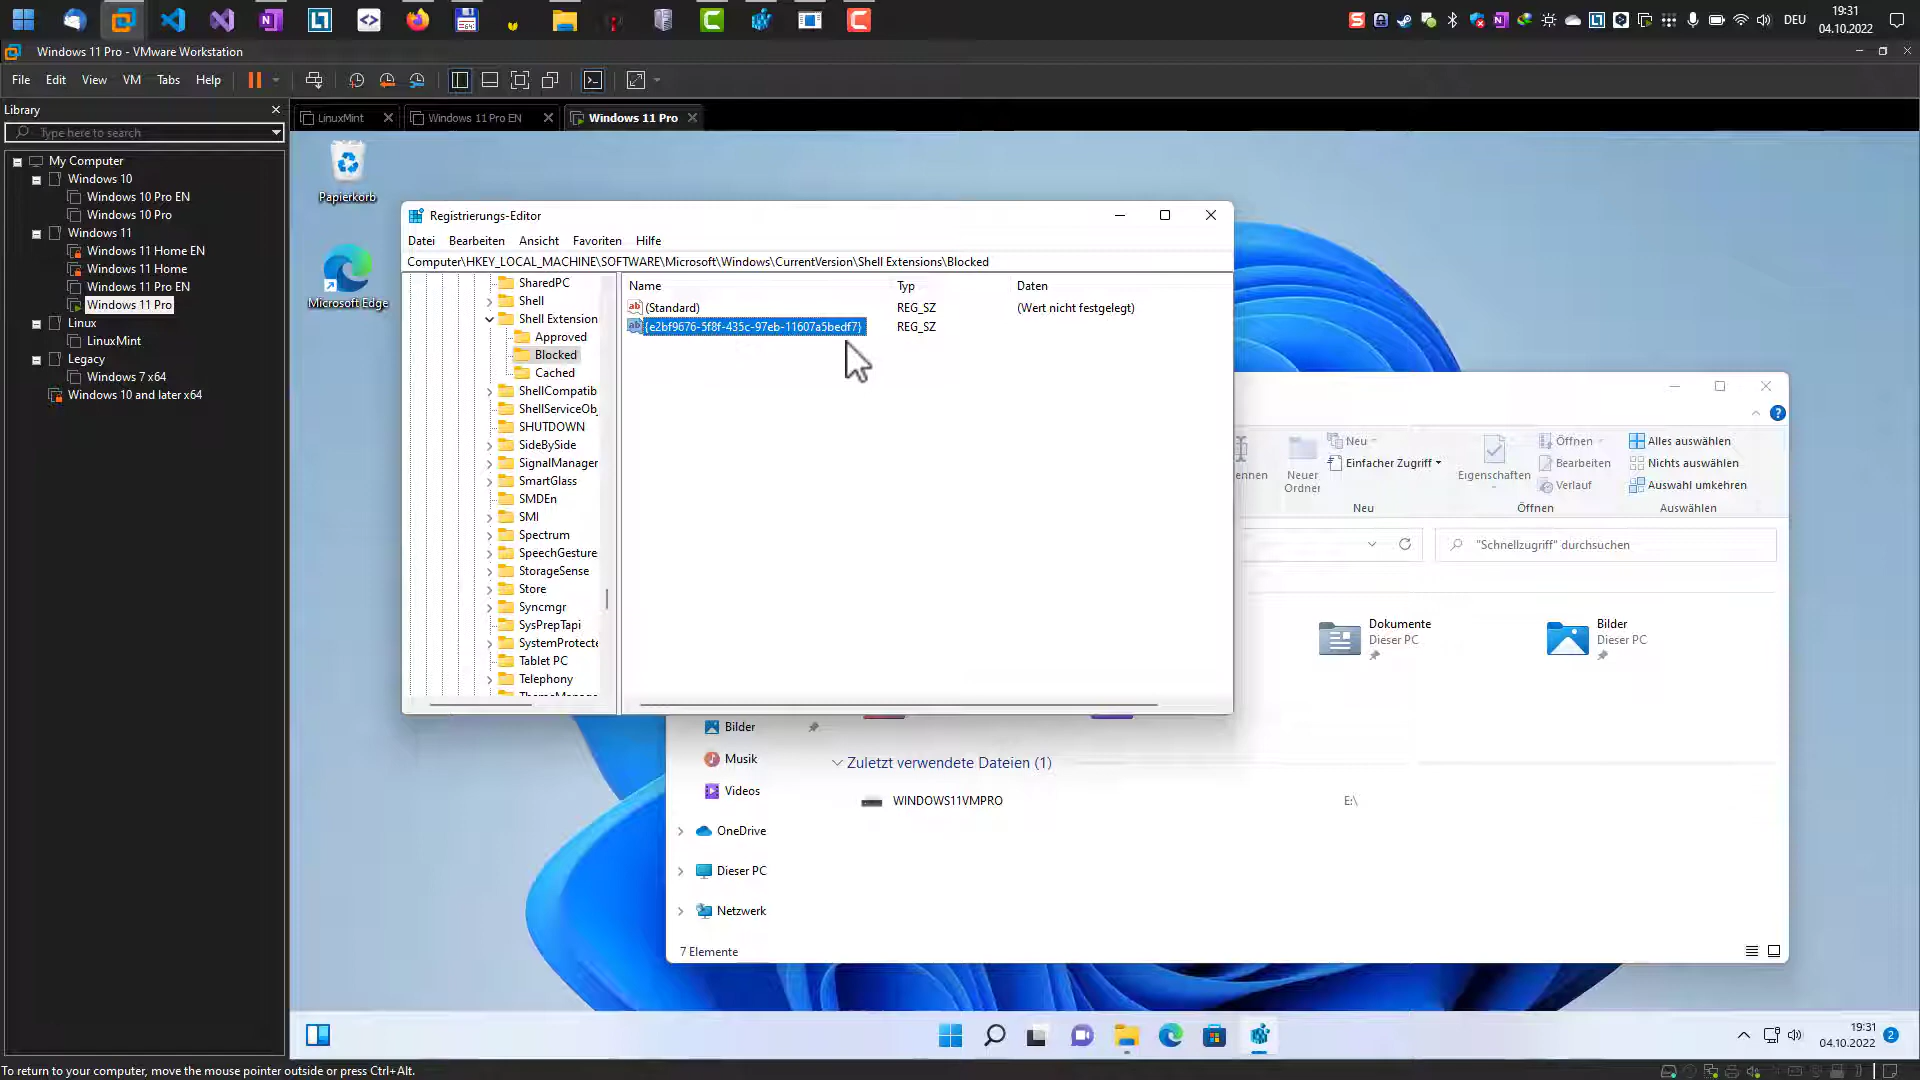 19:31
DEU
04.10.2022
Windows 11 Pro - VMware Workstation
File Edit View VM Tabs Help
Library
Type here to search
My Computer
Windows 10
Windows 10 Pro EN
Windows 10 Pro
Windows 11
Windows 11 Home EN
Windows 11 Home
Windows 11 Pro EN
Windows 11 Pro
Linux
LinuxMint
Legacy
Windows 7 x64
Windows 10 and later x64
LinuxMint
Windows 11 Pro EN
Windows 11 Pro
Papierkorb
Microsoft Edge
Registrierungs-Editor
Datei Bearbeiten Ansicht Favoriten Hilfe
Computer\HKEY_LOCAL_MACHINE\SOFTWARE\Microsoft\Windows\CurrentVersion\Shell Extensions\Blocked
SharedPC
Shell
Shell Extension
Approved
Blocked
Cached
ShellCompatib
ShellServiceOb
SHUTDOWN
SideBySide
SignalManager
SmartGlass
SMDEn
SMI
Spectrum
SpeechGesture
StorageSense
Store
Syncmgr
SysPrepTapi
SystemProtecte
Tablet PC
Telephony
Name Typ Daten
(Standard) REG_SZ (Wert nicht festgelegt)
{e2bf9676-5f8f-435c-97eb-11607a5bedf7} REG_SZ
ennen
Neuer
Ordner
Neu
Einfacher Zugriff
Neu
Eigenschaften
Öffnen
Bearbeiten
Verlauf
Öffnen
Alles auswählen
Nichts auswählen
Auswahl umkehren
Auswählen
"Schnellzugriff" durchsuchen
Dokumente
Dieser PC
Bilder
Dieser PC
Bilder
Musik
Videos
OneDrive
Dieser PC
Netzwerk
Zuletzt verwendete Dateien (1)
WINDOWS11VMPRO E:\
7 Elemente
19:31
04.10.2022
2
To return to your computer, move the mouse pointer outside or press Ctrl+Alt.